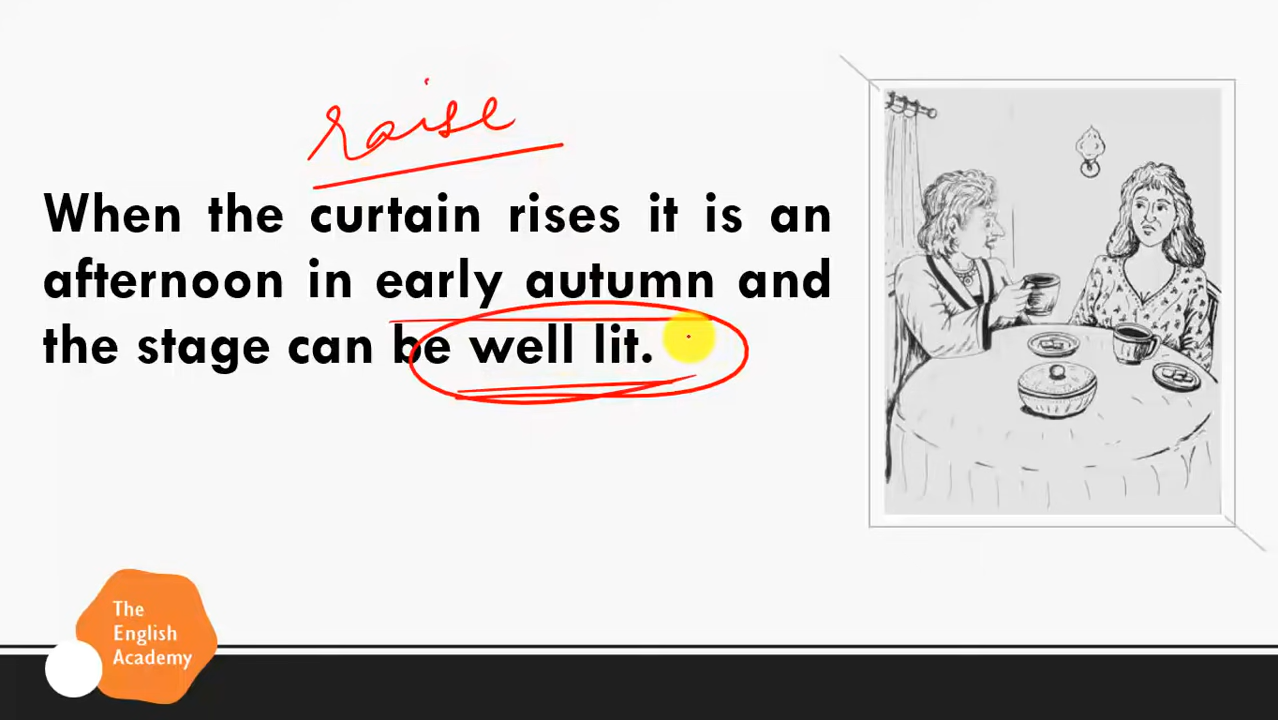 raise
When the curtain rises it is an
afternoon in early autumn and
the stage can be well lit.
The
English
Academy